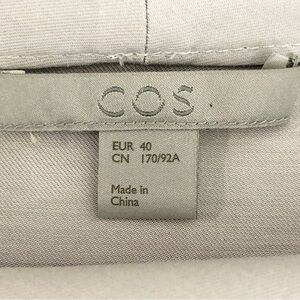 COS
EUR 40
CN 170/92A
Made in
China